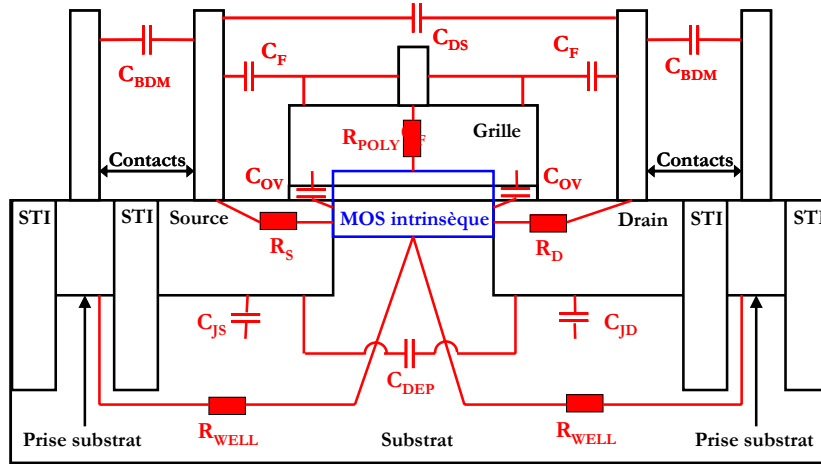 C_DS
C_F
C_F
C_BDM
C_BDM
R_POLY
Grille
Contacts
Contacts
C_OV
C_OV
STI
STI
Source
MOS intrinsèque
Drain
STI
STI
R_S
R_D
C_JS
C_JD
C_DEP
R_WELL
R_WELL
Prise substrat
Substrat
Prise substrat